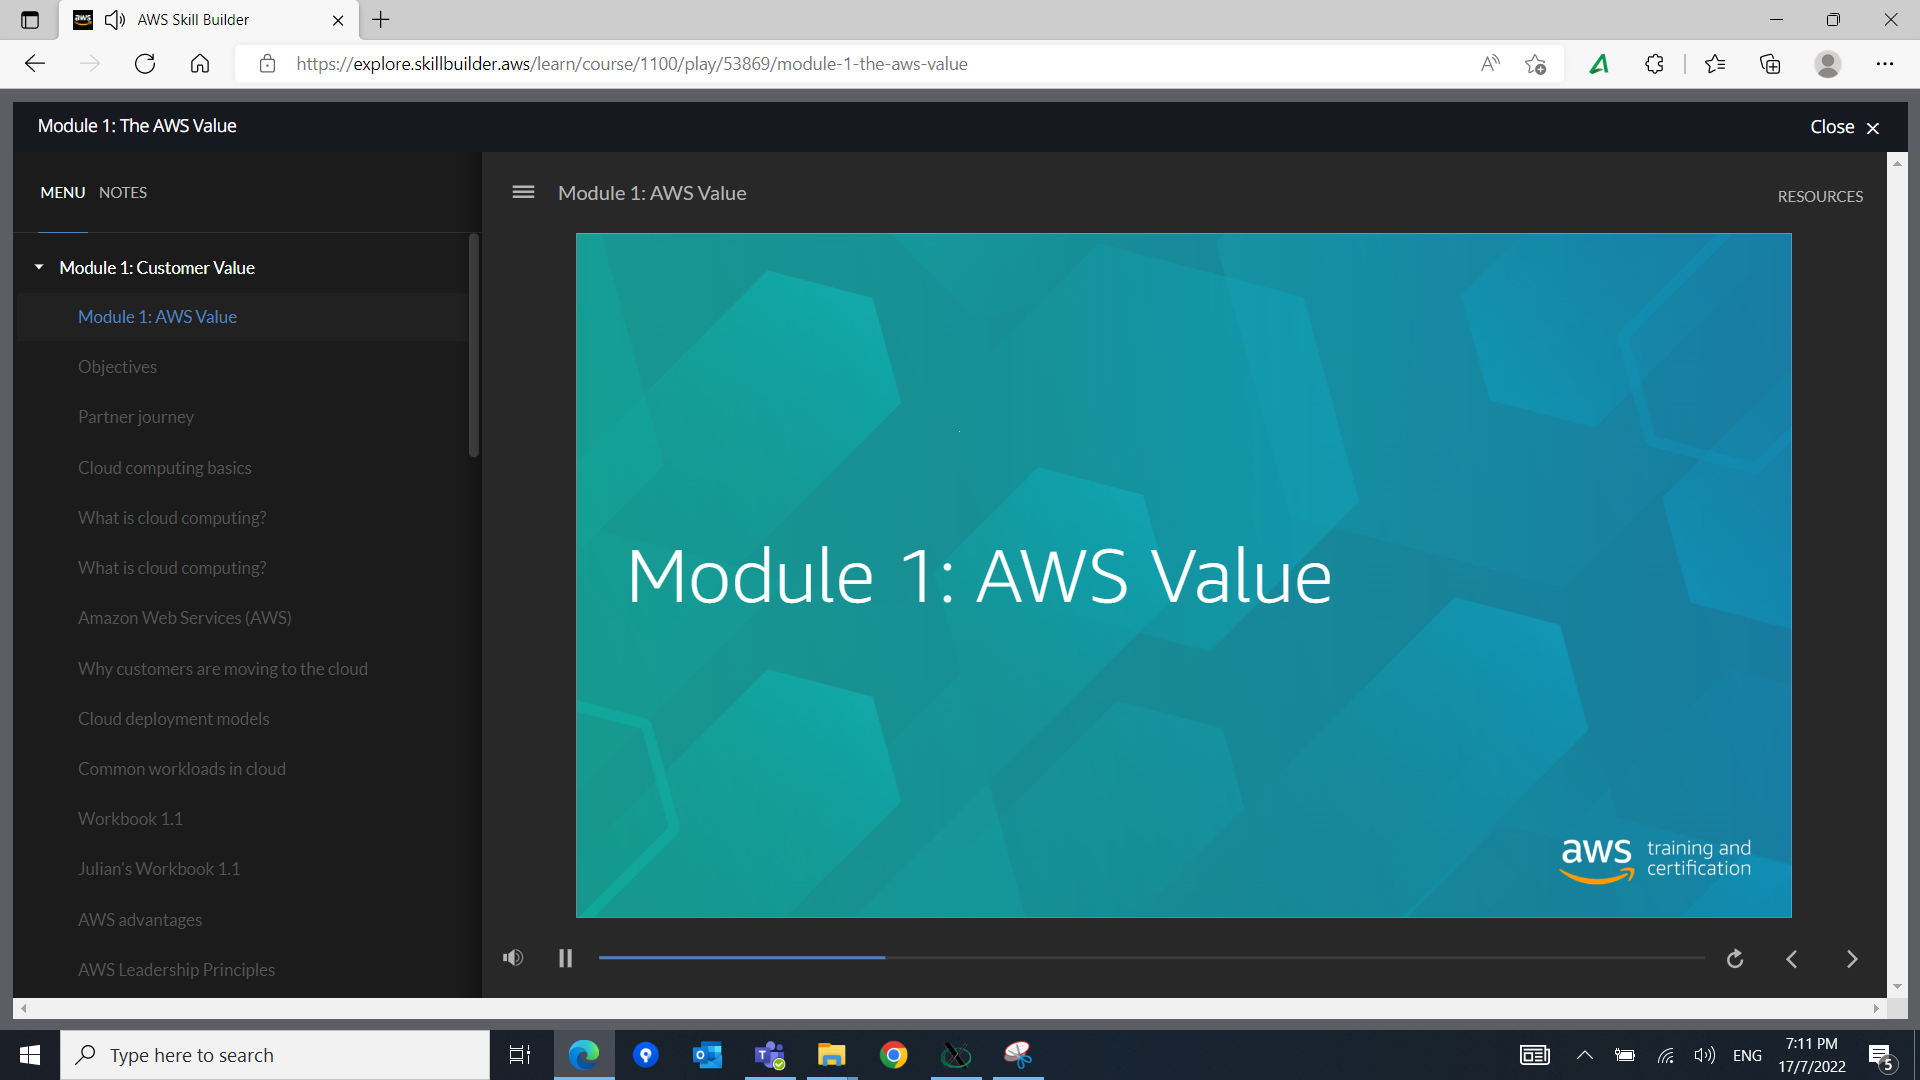 AWS Skill Builder
https://explore.skillbuilder.aws/learn/course/1100/play/53869/module-1-the-aws-value
Module 1: The AWS Value
Close
MENU NOTES
Module 1: AWS Value
RESOURCES
Module 1: Customer Value
Module 1: AWS Value
Objectives
Partner journey
Cloud computing basics
What is cloud computing?
What is cloud computing?
Amazon Web Services (AWS)
Why customers are moving to the cloud
Cloud deployment models
Common workloads in cloud
Workbook 1.1
Julian's Workbook 1.1
AWS advantages
AWS Leadership Principles
Module 1: AWS Value
aws training and
certification
Type here to search
ENG
7:11 PM
17/7/2022
5